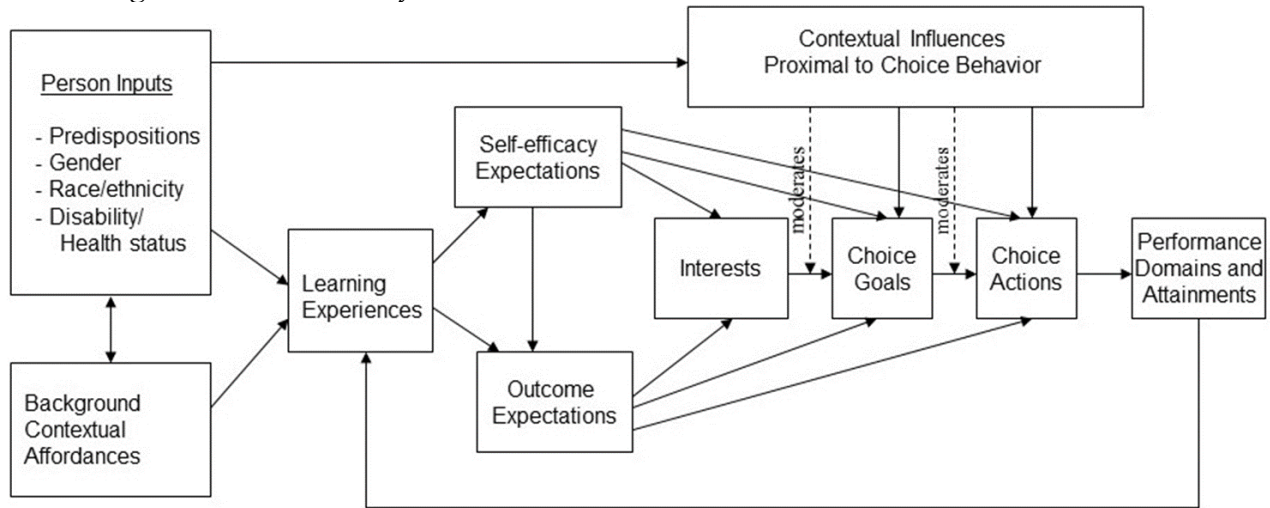 Person Inputs
- Predispositions
- Gender
- Race/ethnicity
- Disability/
Health status
Background
Contextual
Affordances
Learning
Experiences
Self-efficacy
Expectations
Outcome
Expectations
Contextual Influences
Proximal to Choice Behavior
moderates
moderates
Interests
Choice
Goals
Choice
Actions
Performance
Domains and
Attainments